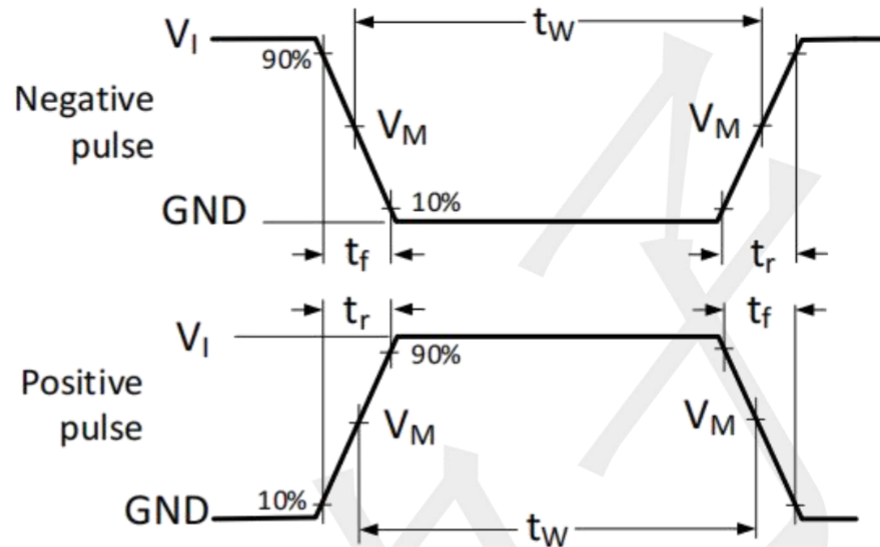 V_I
t_W
90%
Negative
pulse
V_M
V_M
GND
10%
t_f
t_r
t_r
t_f
V_I
90%
Positive
pulse
V_M
V_M
10%
GND
t_W